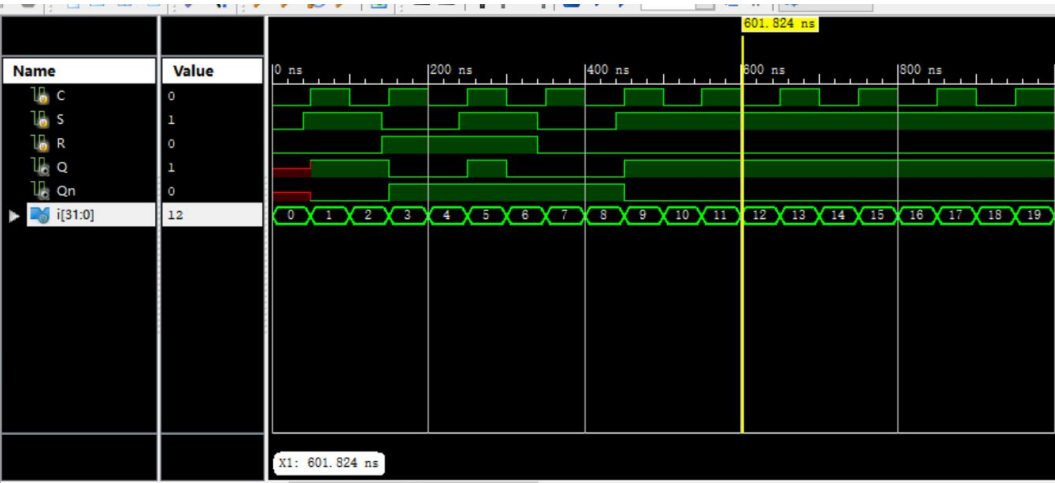 601.824 ns
Name Value
0 ns 200 ns 400 ns 600 ns 800 ns
C 0
S 1
R 0
Q 1
Qn 0
i[31:0] 12 0 1 2 3 4 5 6 7 8 9 10 11 12 13 14 15 16 17 18 19
X1: 601.824 ns